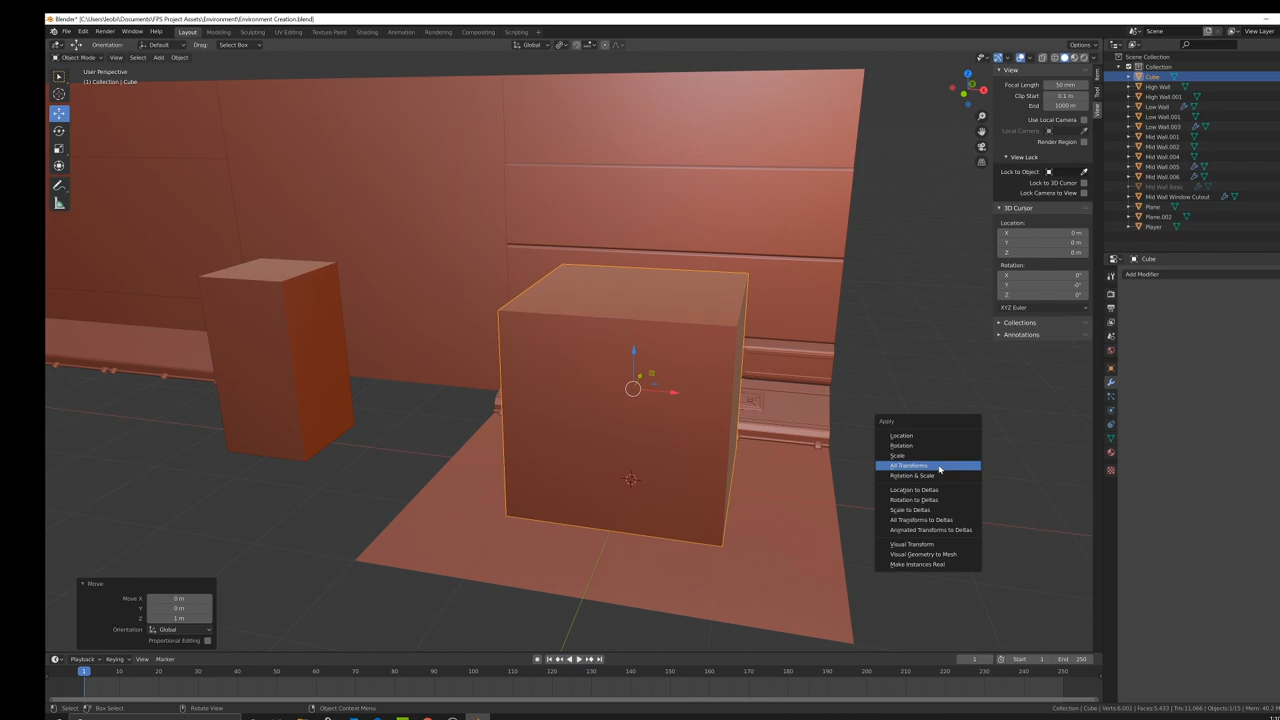 Blender* [C:\Users\leobi\Documents\FPS Project Assets\Environment\Environment Creation.blend]
File Edit Render Window Help Layout Modeling Sculpting UV Editing Texture Paint Shading Animation Rendering Compositing Scripting + Scene View Layer
Orientation: Default Drag: Select Box Global Options
Object Mode View Select Add Object
User Perspective
(1) Collection | Cube
View
Focal Length 50 mm
Clip Start 0.1 m
End 1000 m
Use Local Camera
Local Camera
Render Region
View Lock
Lock to Object
Lock to 3D Cursor
Lock Camera to View
3D Cursor
Location:
X 0 m
Y 0 m
Z 0 m
Rotation:
X 0°
Y -0°
Z 0°
XYZ Euler
Collections
Annotations
Item
Tool
View
Scene Collection
Collection
Cube
High Wall
High Wall.001
Low Wall
Low Wall.001
Low Wall.003
Mid Wall.001
Mid Wall.002
Mid Wall.004
Mid Wall.005
Mid Wall.006
Mid Wall Basic
Mid Wall Window Cutout
Plane
Plane.002
Player
Cube
Add Modifier
Apply
Location
Rotation
Scale
All Transforms
Rotation & Scale
Location to Deltas
Rotation to Deltas
Scale to Deltas
All Transforms to Deltas
Animated Transforms to Deltas
Visual Transform
Visual Geometry to Mesh
Make Instances Real
Move
Move X 0 m
Y 0 m
Z 1 m
Orientation Global
Proportional Editing
Playback Keying View Marker 1 Start 1 End 250
1 10 20 30 40 50 60 70 80 90 100 110 120 130 140 150 160 170 180 190 200 210 220 230 240 250
Select Box Select Rotate View Object Context Menu Collection | Cube | Verts:6,001 | Faces:5,433 | Tris:11,066 | Objects:1/15 | Mem: 40.2